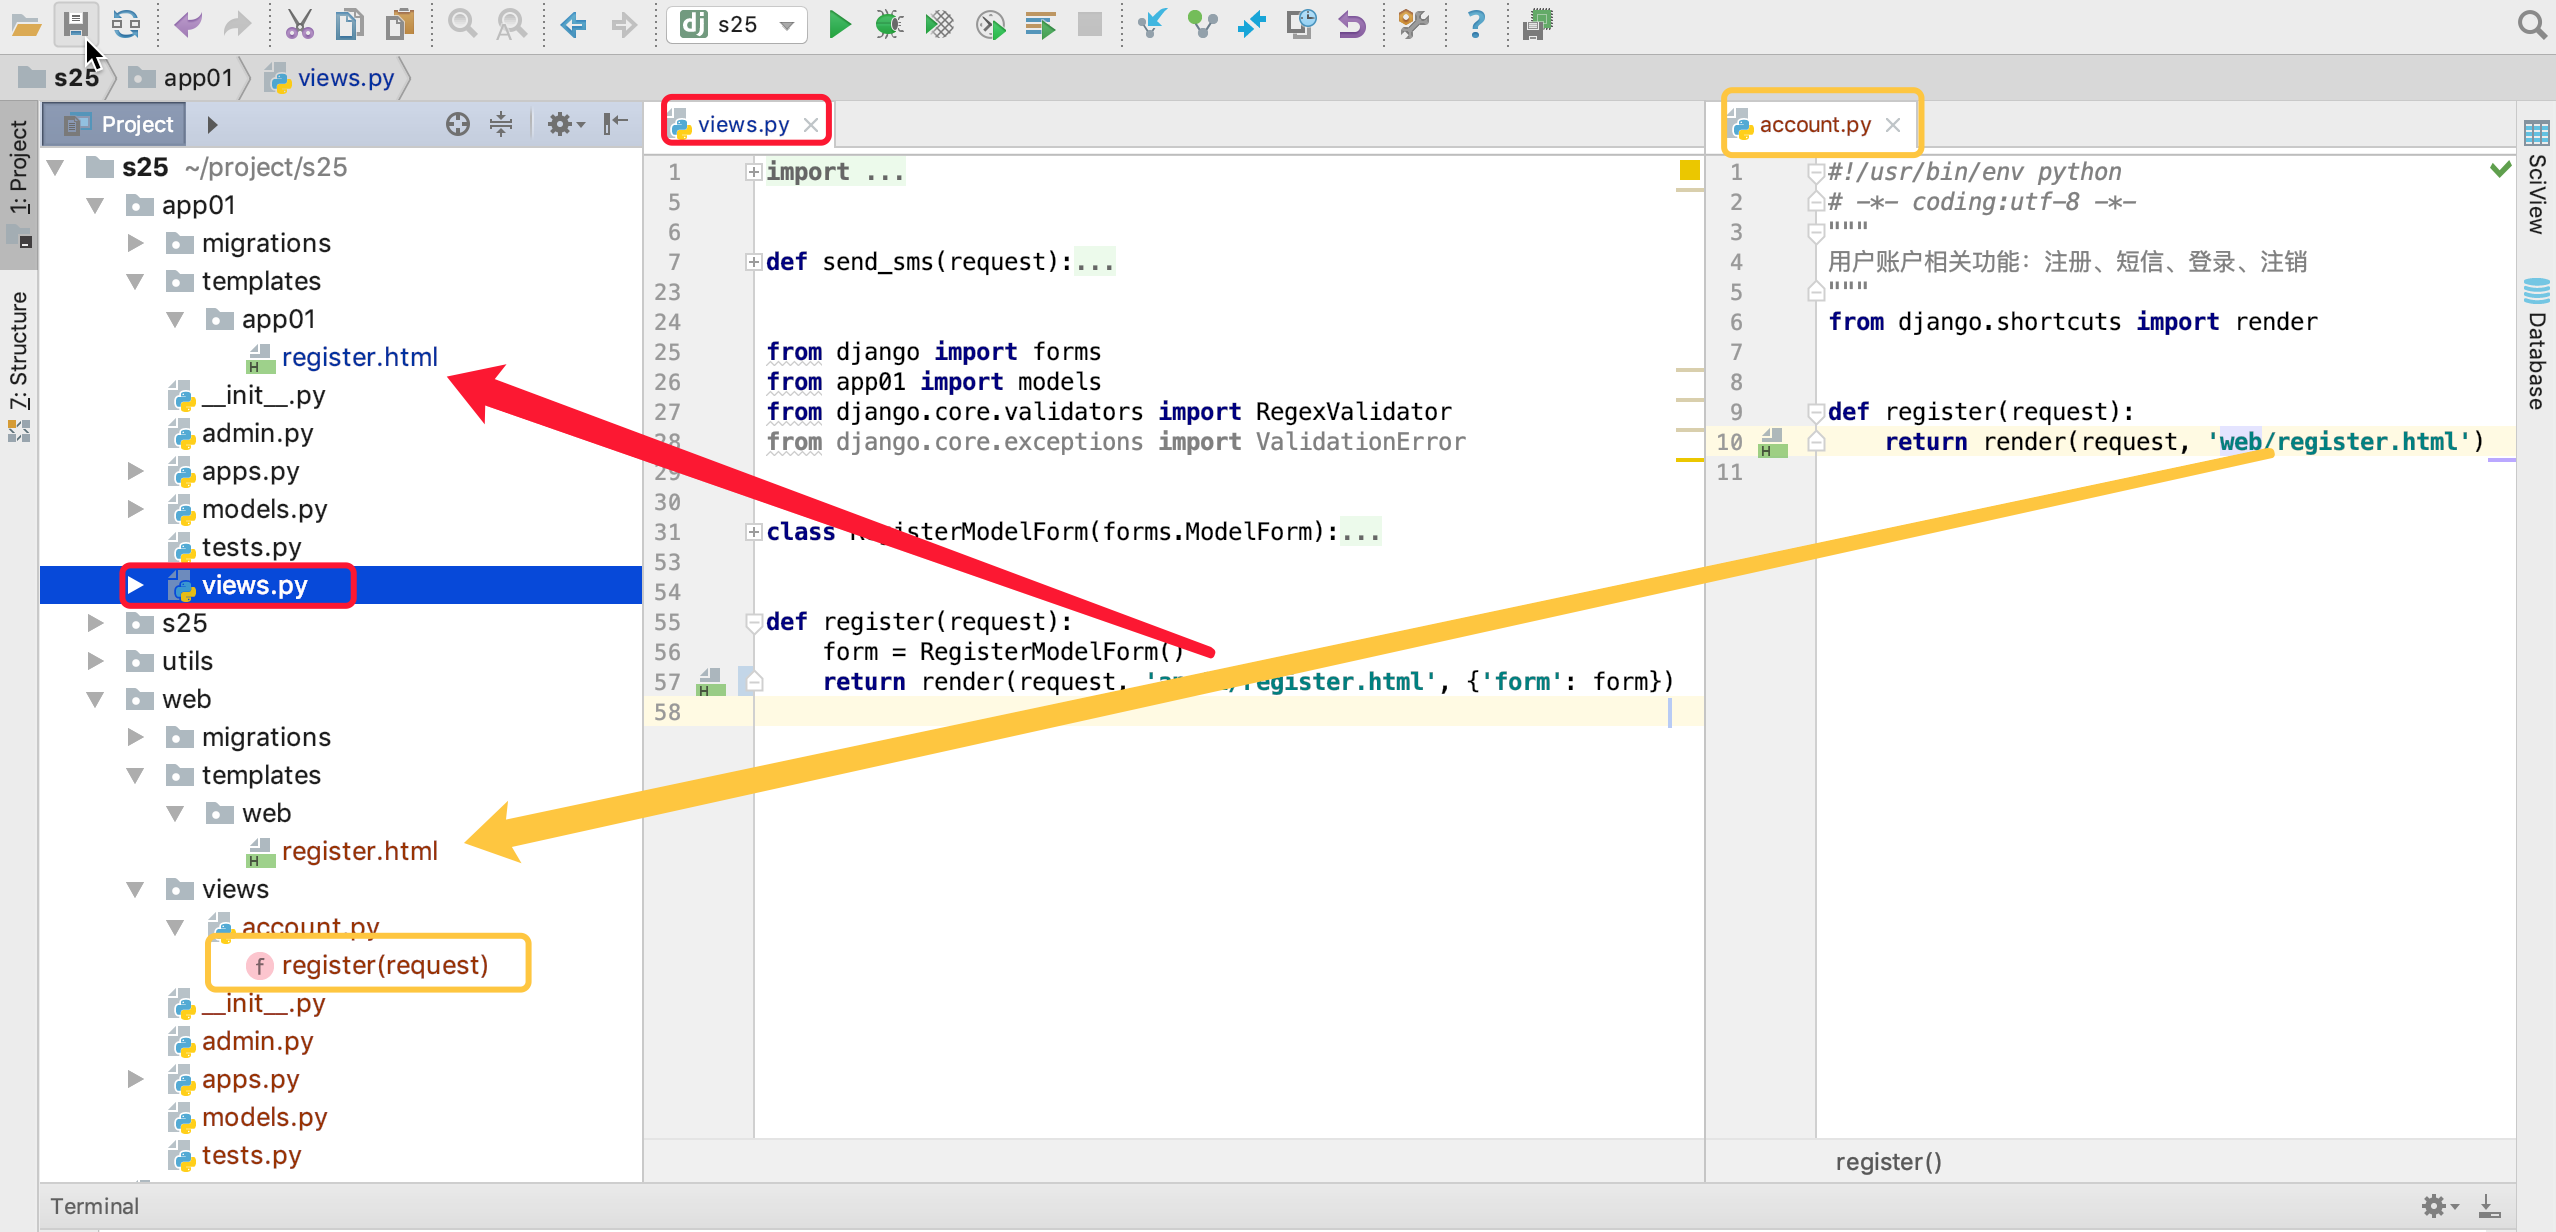 s25
s25
app01
views.py
1: Project
Z: Structure
Project
s25 ~/project/s25
app01
migrations
templates
app01
register.html
__init__.py
admin.py
apps.py
models.py
tests.py
views.py
s25
utils
web
migrations
templates
web
register.html
views
account.py
register(request)
__init__.py
admin.py
apps.py
models.py
tests.py
views.py
1 import ...
5
6
7 def send_sms(request):...
23
24
25 from django import forms
26 from app01 import models
27 from django.core.validators import RegexValidator
28 from django.core.exceptions import ValidationError
29
30
31 class RegisterModelForm(forms.ModelForm):...
53
54
55 def register(request):
56 form = RegisterModelForm()
57 return render(request, /register.html', {'form': form})
58
account.py
1 #!/usr/bin/env python
2 # -*- coding:utf-8 -*-
3 """
4 用户账户相关功能：注册、短信、登录、注销
5 """
6 from django.shortcuts import render
7
8
9 def register(request):
10 return render(request, 'web/register.html')
11
register()
SciView
Database
Terminal